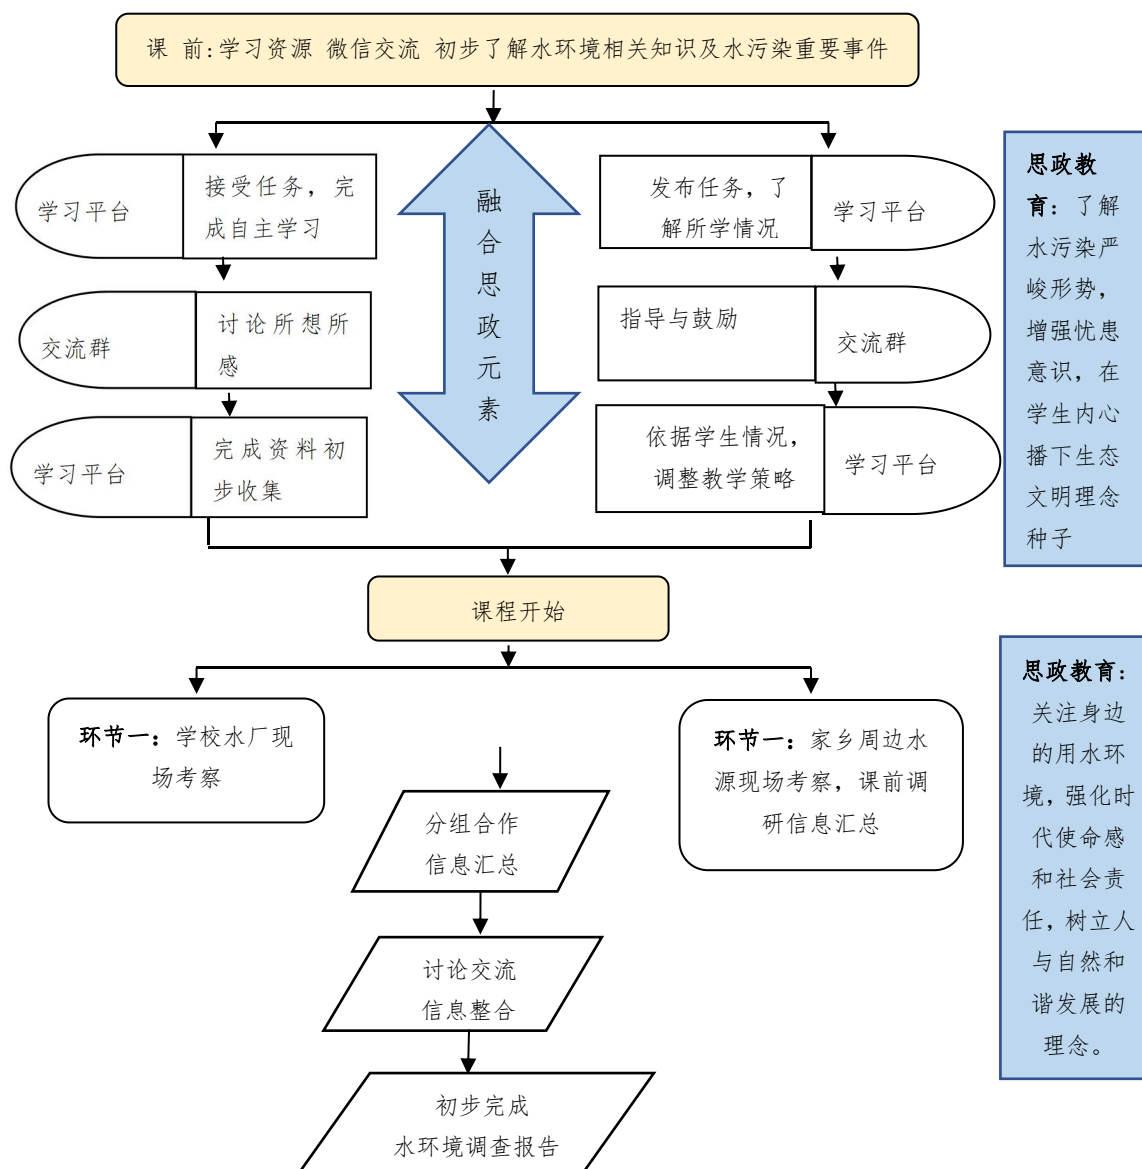 课 前:学习资源 微信交流 初步了解水环境相关知识及水污染重要事件
学习平台
接受任务，完
成自主学习
交流群
讨论所想所
感
学习平台
完成资料初
步收集
融
合
思
政
元
素
发布任务，了
解所学情况
学习平台
指导与鼓励
交流群
依据学生情况，
调整教学策略
学习平台
思政教
育：了解
水污染严
峻形势，
增强忧患
意识，在
学生内心
播下生态
文明理念
种子
课程开始
环节一：学校水厂现
场考察
分组合作
信息汇总
讨论交流
信息整合
初步完成
水环境调查报告
环节一：家乡周边水
源现场考察，课前调
研信息汇总
思政教育：
关注身边
的用水环
境，强化时
代使命感
和社会责
任，树立人
与自然和
谐发展的
理念。